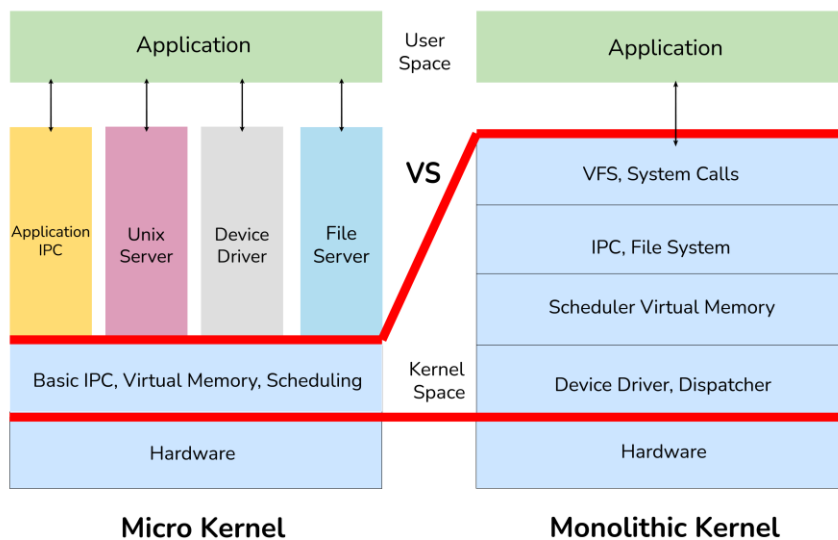 Application
User
Space
Application
Application
IPC
Unix
Server
Device
Driver
File
Server
VS
VFS, System Calls
IPC, File System
Scheduler Virtual Memory
Basic IPC, Virtual Memory, Scheduling
Kernel
Space
Device Driver, Dispatcher
Hardware
Hardware
Micro Kernel
Monolithic Kernel